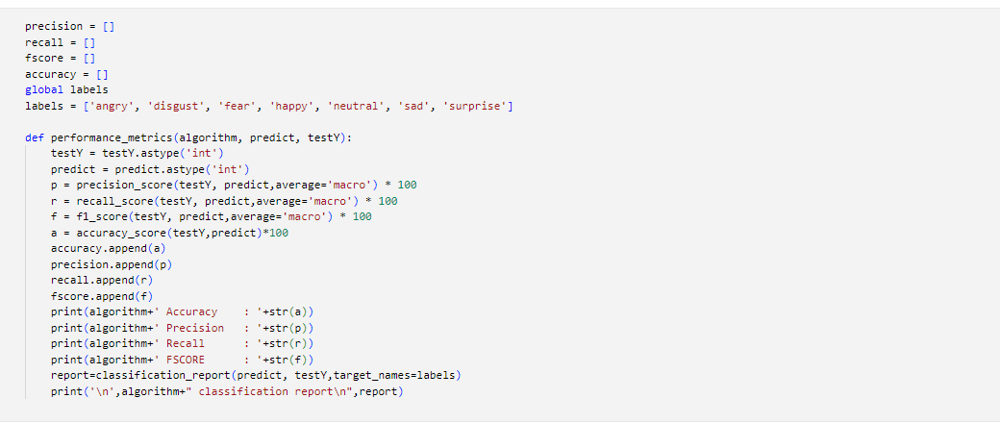 precision = []
recall = []
fscore = []
accuracy = []
global labels
labels = ['angry', 'disgust', 'fear', 'happy', 'neutral', 'sad', 'surprise']

def performance_metrics(algorithm, predict, testY):
    testY = testY.astype('int')
    predict = predict.astype('int')
    p = precision_score(testY, predict,average='macro') * 100
    r = recall_score(testY, predict,average='macro') * 100
    f = f1_score(testY, predict,average='macro') * 100
    a = accuracy_score(testY,predict)*100
    accuracy.append(a)
    precision.append(p)
    recall.append(r)
    fscore.append(f)
    print(algorithm+' Accuracy    : '+str(a))
    print(algorithm+' Precision   : '+str(p))
    print(algorithm+' Recall      : '+str(r))
    print(algorithm+' FSCORE      : '+str(f))
    report=classification_report(predict, testY,target_names=labels)
    print('\n',algorithm+" classification report\n",report)